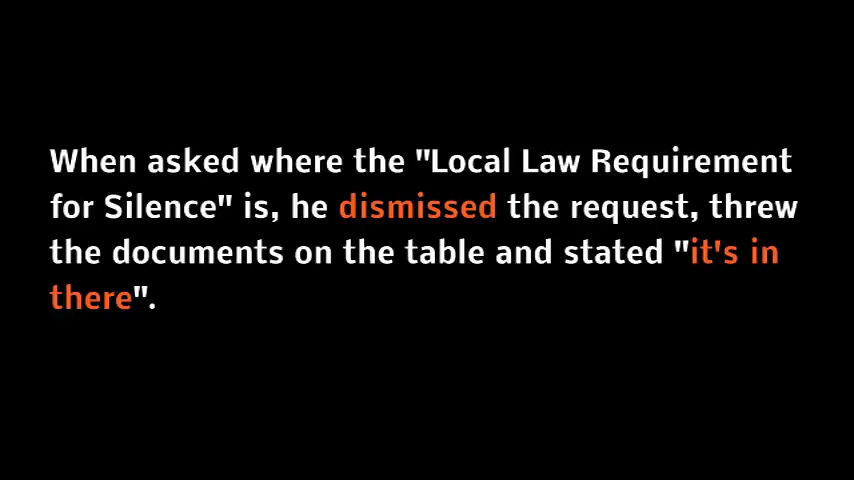 When asked where the "Local Law Requirement
for Silence" is, he dismissed the request, threw
the documents on the table and stated "it's in
there".